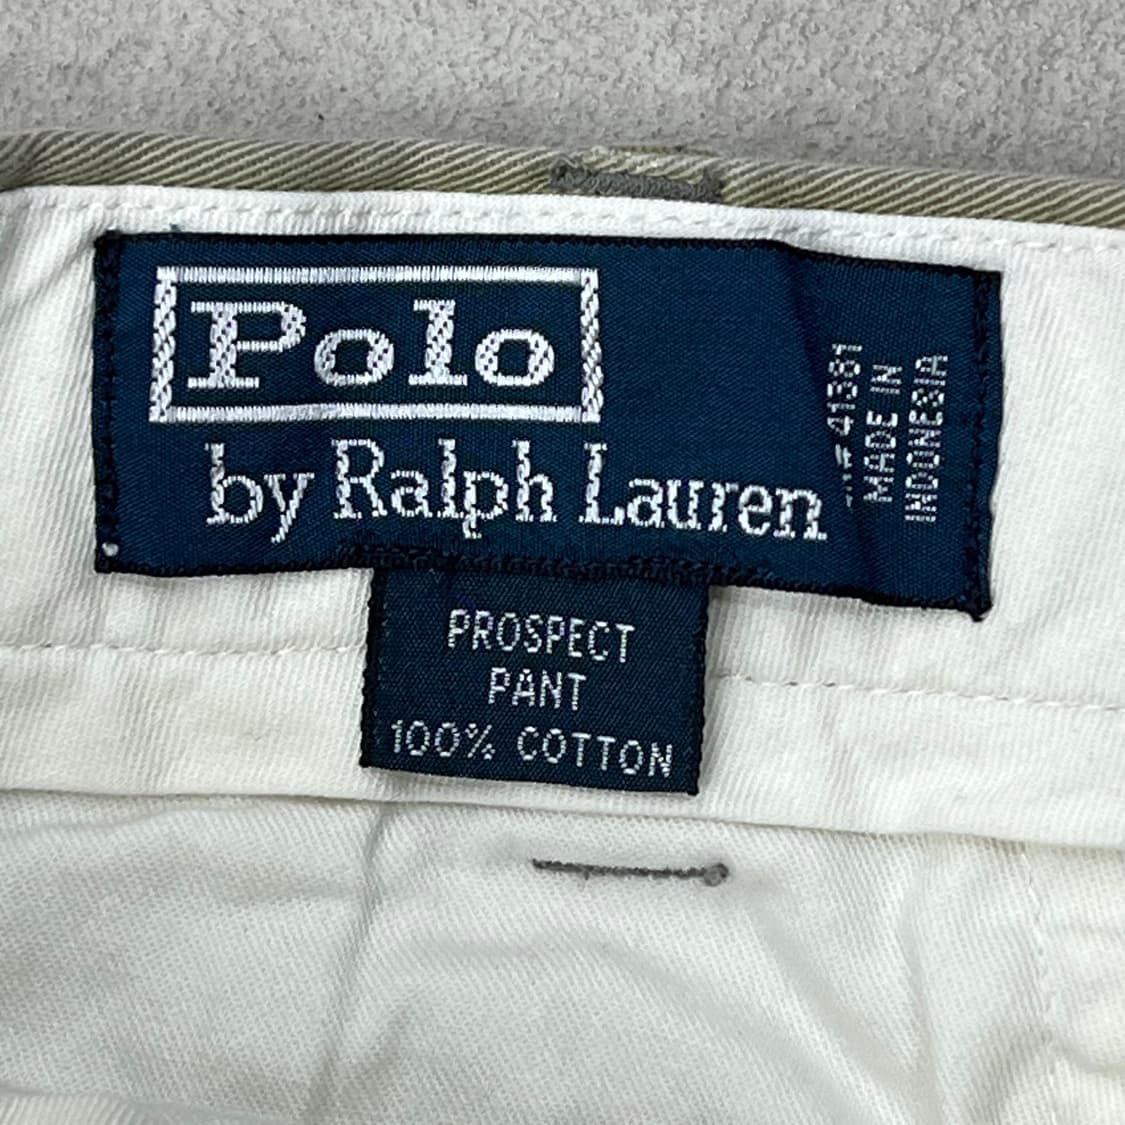 Polo
by Ralph Lauren
# 41381
MADE IN
INDONESIA
PROSPECT
PANT
100% COTTON